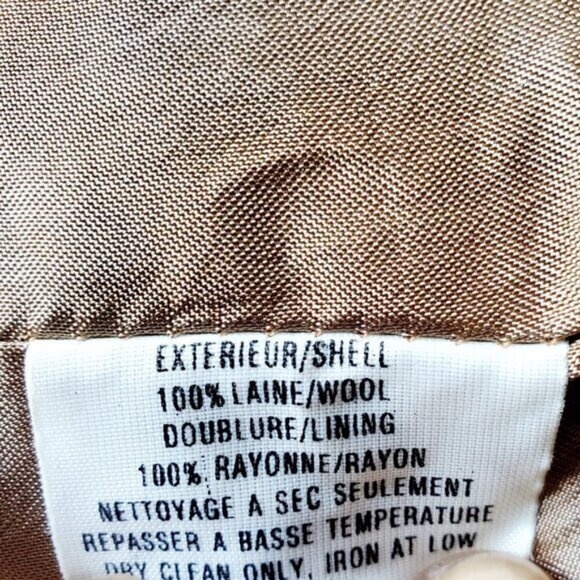 EXTERIEUR/SHELL
100% LAINE/WOOL
DOUBLURE/LINING
100% RAYONNE/RAYON
NETTOYAGE A SEC SEULEMENT
REPASSER A BASSE TEMPERATURE
DRY CLEAN ONLY, IRON AT LOW